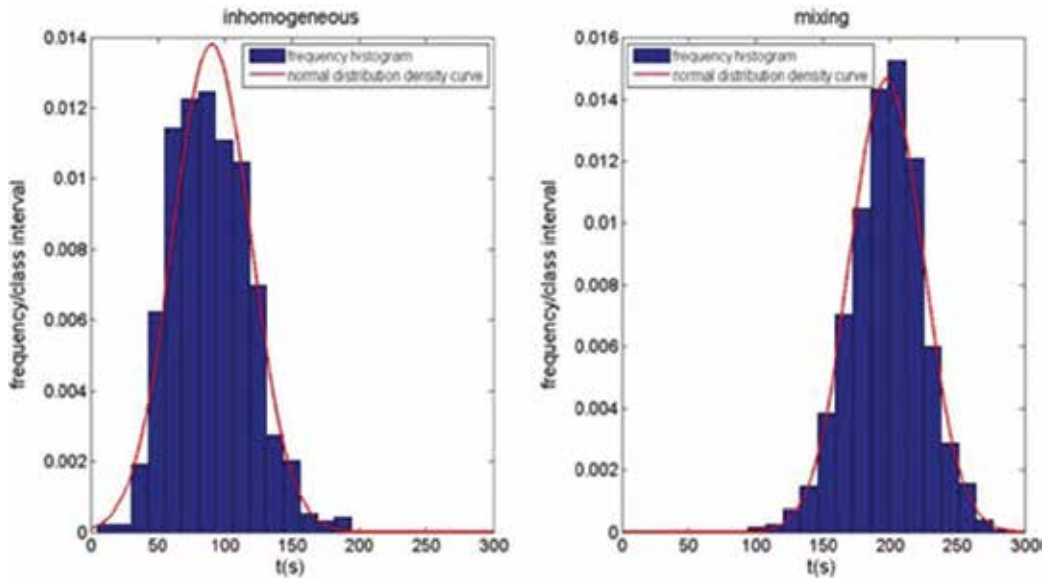 inhomogeneous
0.014
0.012
0.01
0.008
0.006
0.004
0.002
0
frequency/class interval
frequency histogram
normal distribution density curve
0 50 100 150 200 250 300
t(s)
mixing
0.016
0.014
0.012
0.01
0.008
0.006
0.004
0.002
0
frequency/class interval
frequency histogram
normal distribution density curve
0 50 100 150 200 250 300
t(s)